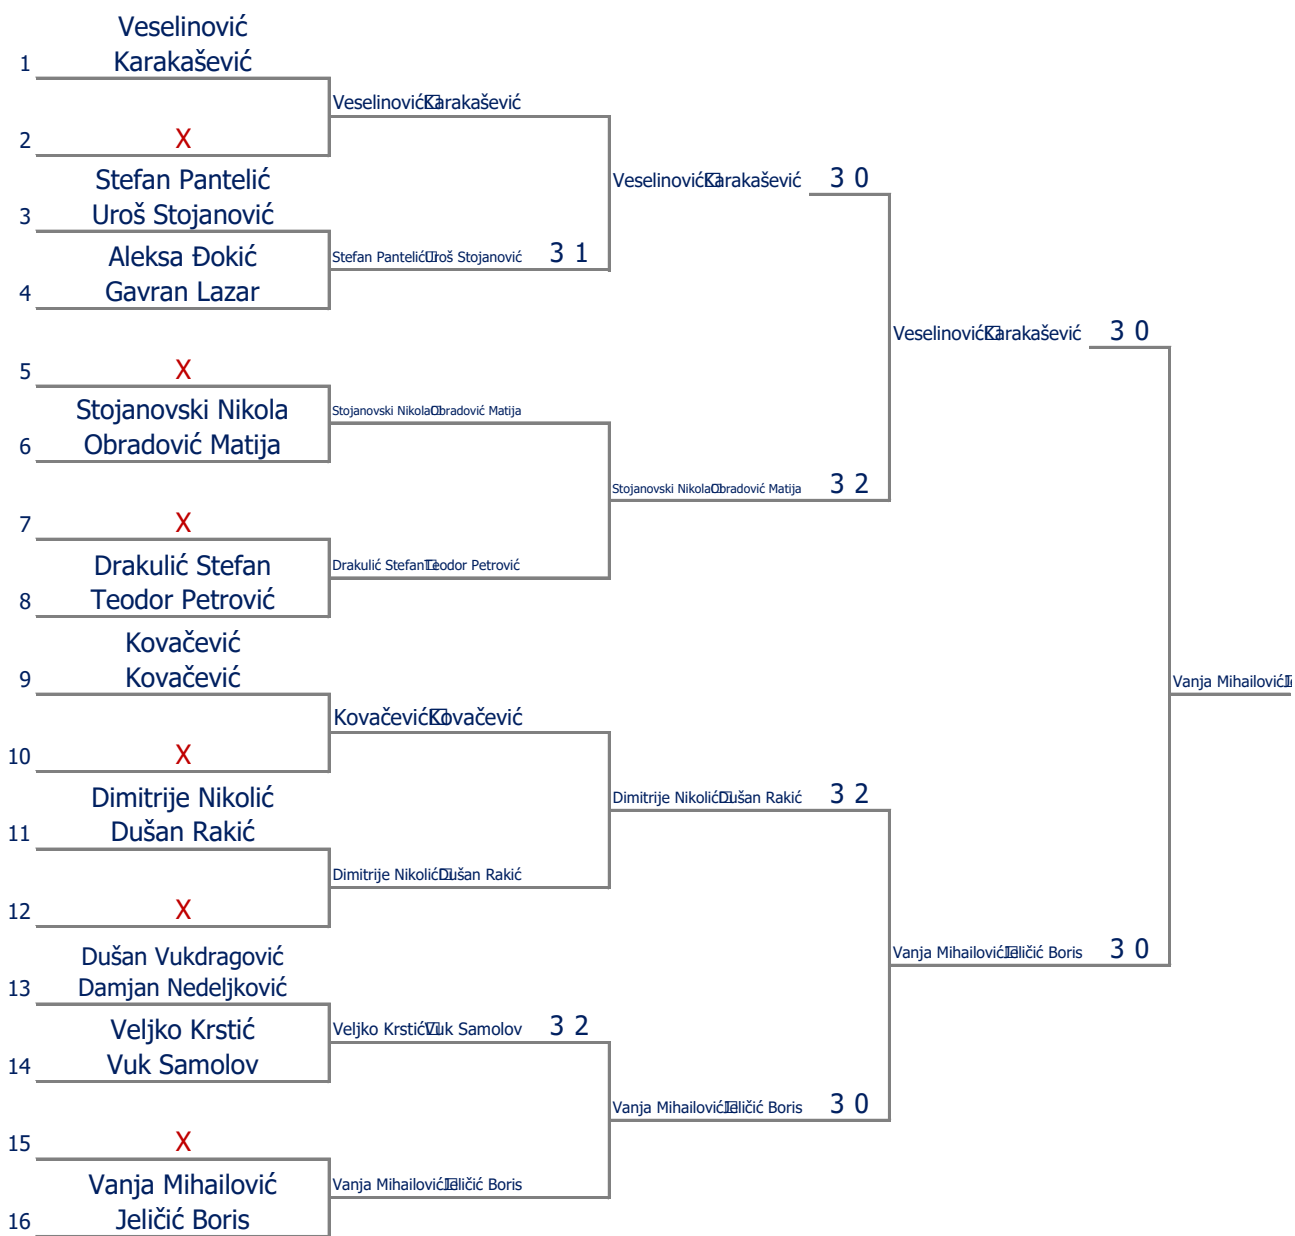 Veselinović
1 Karakašević
Veselinović Karakašević
2 X
Stefan Pantelić
Veselinović Karakašević 3 0
3 Uroš Stojanović
Aleksa Đokić
Stefan Pantelić Uroš Stojanović 3 1
4 Gavran Lazar
Veselinović Karakašević 3 0
5 X
Stojanovski Nikola
Stojanovski Nikola Obradović Matija
6 Obradović Matija
Stojanovski Nikola Obradović Matija 3 2
7 X
Drakulić Stefan
Drakulić Stefan Teodor Petrović
8 Teodor Petrović
Kovačević
9 Kovačević
Vanja Mihailović
Kovačević Kovačević
10 X
Dimitrije Nikolić
Dimitrije Nikolić Dušan Rakić 3 2
11 Dušan Rakić
Dimitrije Nikolić Dušan Rakić
12 X
Dušan Vukdragović
Vanja Mihailović Jeličić Boris 3 0
13 Damjan Nedeljković
Veljko Krstić
Veljko Krstić Vuk Samolov 3 2
14 Vuk Samolov
Vanja Mihailović Jeličić Boris 3 0
15 X
Vanja Mihailović
Vanja Mihailović Jeličić Boris
16 Jeličić Boris